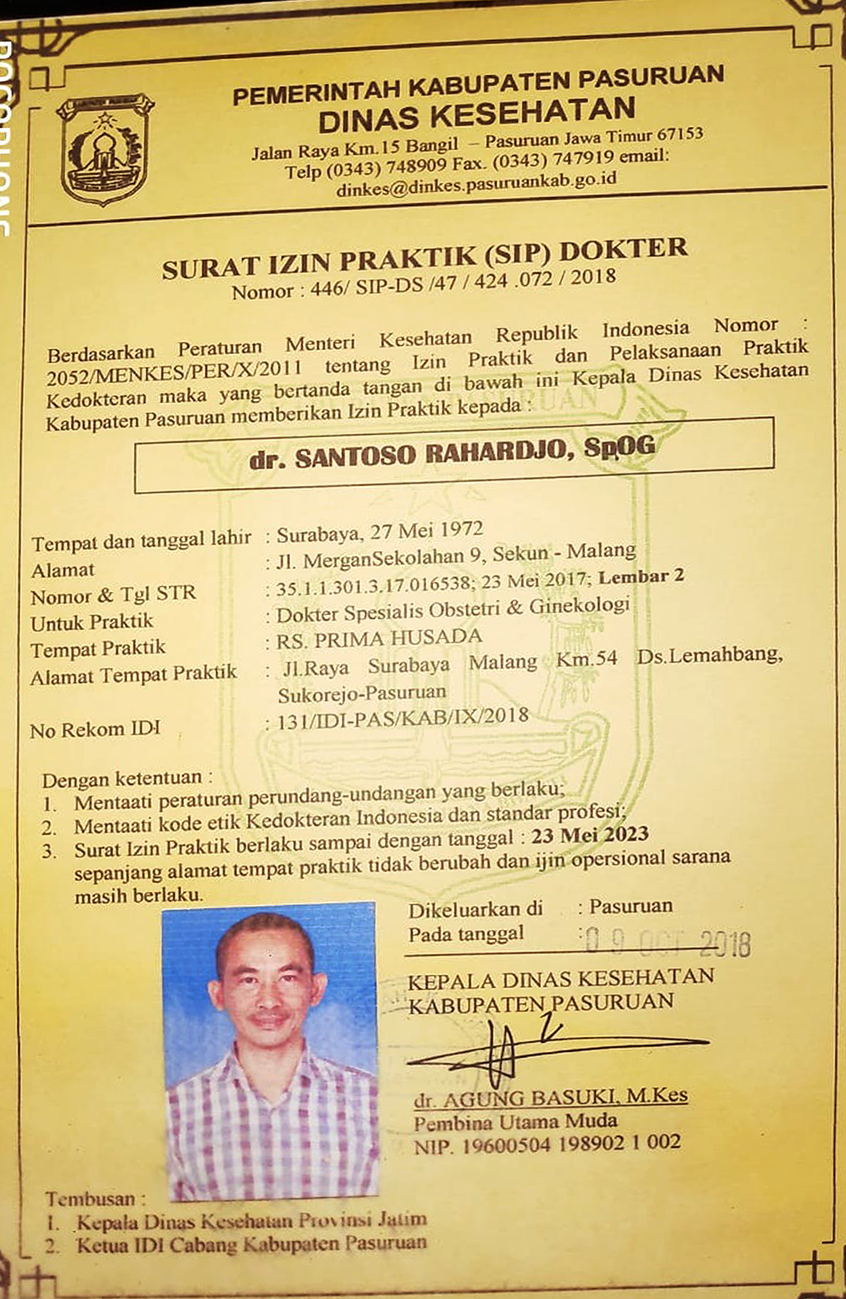 PEMERINTAH KABUPATEN PASURUAN
DINAS KESEHATAN
Jalan Raya Km.15 Bangil – Pasuruan Jawa Timur 67153
Telp (0343) 748909 Fax. (0343) 747919 email:
dinkes@dinkes.pasuruankab.go.id
SURAT IZIN PRAKTIK (SIP) DOKTER
Nomor : 446/ SIP-DS /47 / 424 .072 / 2018
Berdasarkan Peraturan Menteri Kesehatan Republik Indonesia Nomor :
2052/MENKES/PER/X/2011 tentang Izin Praktik dan Pelaksanaan Praktik
Kedokteran maka yang bertanda tangan di bawah ini Kepala Dinas Kesehatan
Kabupaten Pasuruan memberikan Izin Praktik kepada :
dr. SANTOSO RAHARDJO, SpOG
Tempat dan tanggal lahir : Surabaya, 27 Mei 1972
Alamat : Jl. MerganSekolahan 9, Sekun - Malang
Nomor & Tgl STR : 35.1.1.301.3.17.016538; 23 Mei 2017; Lembar 2
Untuk Praktik : Dokter Spesialis Obstetri & Ginekologi
Tempat Praktik : RS. PRIMA HUSADA
Alamat Tempat Praktik : Jl.Raya Surabaya Malang Km.54 Ds.Lemahbang,
Sukorejo-Pasuruan
No Rekom IDI : 131/IDI-PAS/KAB/IX/2018
Dengan ketentuan :
1. Mentaati peraturan perundang-undangan yang berlaku;
2. Mentaati kode etik Kedokteran Indonesia dan standar profesi;
3. Surat Izin Praktik berlaku sampai dengan tanggal : 23 Mei 2023
sepanjang alamat tempat praktik tidak berubah dan ijin opersional sarana
masih berlaku.
Dikeluarkan di : Pasuruan
Pada tanggal : 09 OCT 2018
KEPALA DINAS KESEHATAN
KABUPATEN PASURUAN
dr. AGUNG BASUKI, M.Kes
Pembina Utama Muda
NIP. 19600504 198902 1 002
Tembusan :
1. Kepala Dinas Kesehatan Provinsi Jatim
2. Ketua IDI Cabang Kabupaten Pasuruan